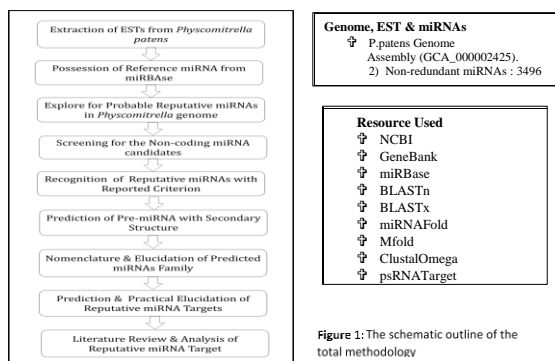 Extraction of ESTs from Physcomitrella
patens
Possession of Reference miRNA from
miRBAse
Explore for Probable Reputative miRNAs
in Physcomitrella genome
Screening for the Non-coding miRNA
candidates
Recognition of Reputative miRNAs with
Reported Criterion
Prediction of Pre-miRNA with Secondary
Structure
Nomenclature & Elucidation of Predicted
miRNAs Family
Prediction & Practical Elucidation of
Reputative miRNA Targets
Literature Review & Analysis of
Reputative miRNA Target
Genome, EST & miRNAs
✞ P.patens Genome
Assembly (GCA_000002425).
2) Non-redundant miRNAs : 3496
Resource Used
✞ NCBI
✞ GeneBank
✞ miRBase
✞ BLASTn
✞ BLASTx
✞ miRNAFold
✞ Mfold
✞ ClustalOmega
✞ psRNATarget
Figure 1: The schematic outline of the
total methodology